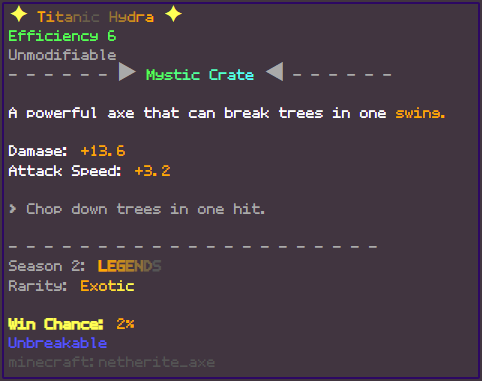 ✦ Titanic Hydra ✦
Efficiency 6
Unmodifiable
- - - - - - ▶ Mystic Crate ◀ - - - - - -
A powerful axe that can break trees in one swing.
Damage: +13.6
Attack Speed: +3.2
> Chop down trees in one hit.
- - - - - - - - - - - - - - - - - - - - - - -
Season 2: LEGENDS
Rarity: Exotic
Win Chance: 2%
Unbreakable
minecraft:netherite_axe